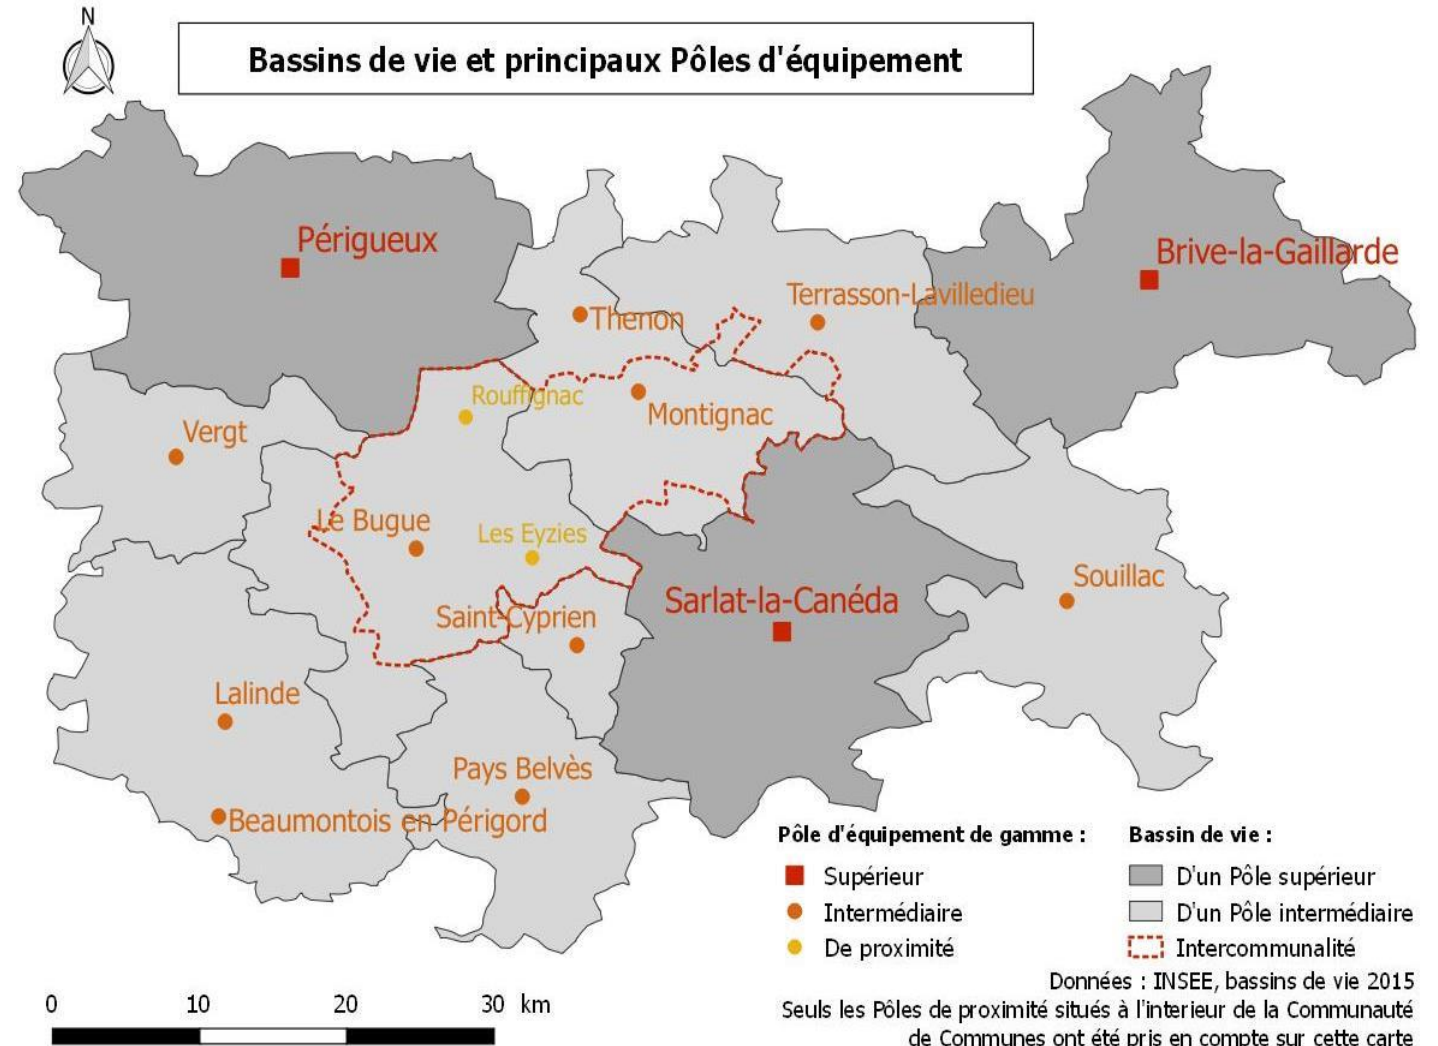 N
Bassins de vie et principaux Pôles d'équipement
Périgueux
Brive-la-Gaillarde
Terrasson-Lavilledieu
Thenon
Rouffignac
Montignac
Vergt
Le Bugue
Les Eyzies
Souillac
Sarlat-la-Canéda
Saint-Cyprien
Lalinde
Pays Belvès
Beaumontois en Périgord
Pôle d'équipement de gamme :
Supérieur
Intermédiaire
De proximité
Bassin de vie :
D'un Pôle supérieur
D'un Pôle intermédiaire
Intercommunalité
Données : INSEE, bassins de vie 2015
Seuls les Pôles de proximité situés à l'interieur de la Communauté
de Communes ont été pris en compte sur cette carte
0 10 20 30 km